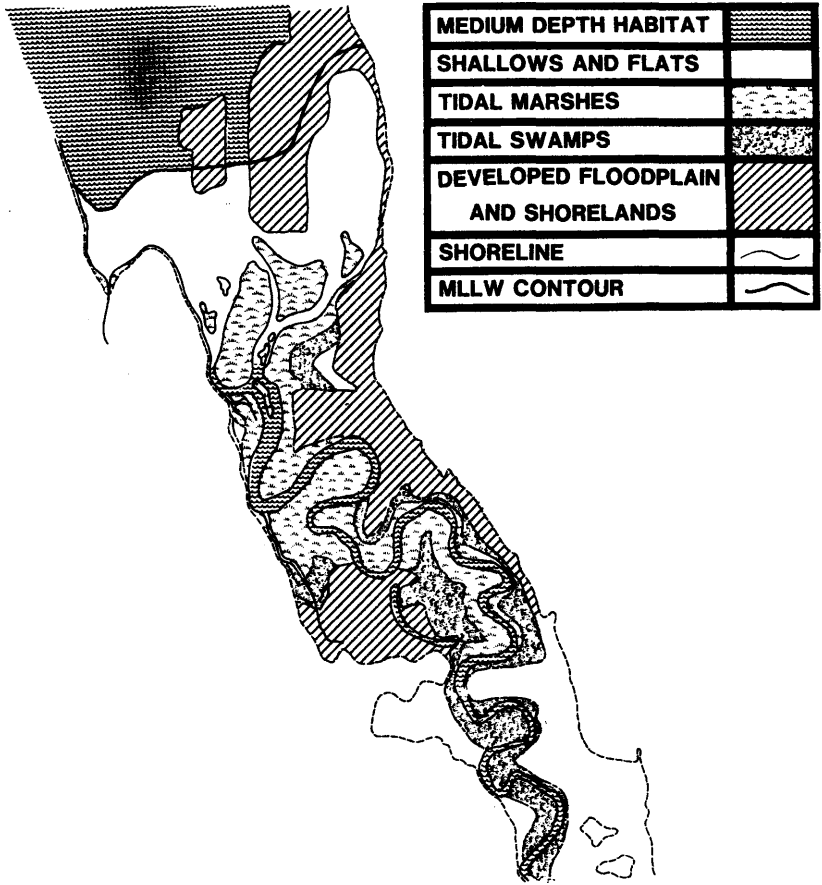 MEDIUM DEPTH HABITAT
SHALLOWS AND FLATS
TIDAL MARSHES
TIDAL SWAMPS
DEVELOPED FLOODPLAIN
AND SHORELANDS
SHORELINE
MLLW CONTOUR